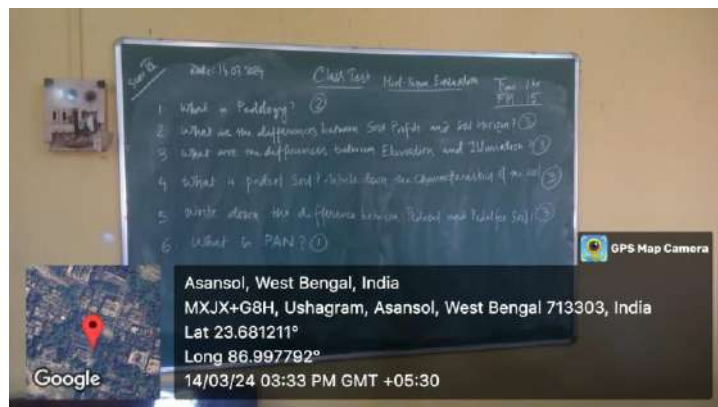 Sem IV
Date: 14.03.2024
Class Test
Mid-Term Evaluation
Time 1 hr
FM 15
1 What is Pedology? ②
2 What are the differences between Soil Profile and Soil Horizon? ③
3 What are the differences between Eluviation and Illuviation? ③
4 What is podsol Soil? Write down the characteristics of the soil ③
5 Write down the difference between Pedocal and Pedalfer Soil. ③
6 What is PAN? ①
GPS Map Camera
Asansol, West Bengal, India
MXJX+G8H, Ushagram, Asansol, West Bengal 713303, India
Lat 23.681211°
Long 86.997792°
14/03/24 03:33 PM GMT +05:30
Google